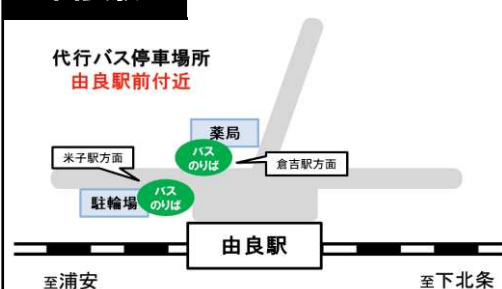 代行バス停車場所
由良駅前付近
薬局
バス
のりば
米子駅方面
倉吉駅方面
駐輪場
バス
のりば
由良駅
至浦安
至下北条